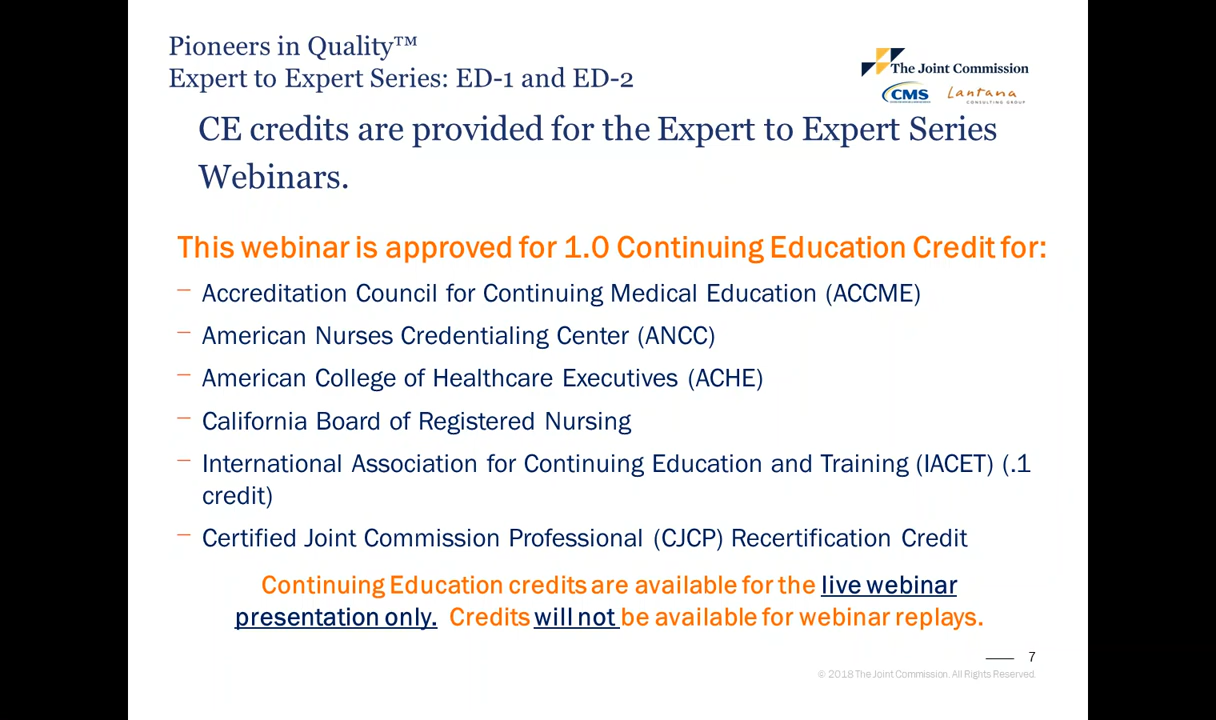 Pioneers in Quality™
Expert to Expert Series: ED-1 and ED-2
The Joint Commission
CMS
Lantana
CONSULTING GROUP
CE credits are provided for the Expert to Expert Series
Webinars.
This webinar is approved for 1.0 Continuing Education Credit for:
– Accreditation Council for Continuing Medical Education (ACCME)
– American Nurses Credentialing Center (ANCC)
– American College of Healthcare Executives (ACHE)
– California Board of Registered Nursing
– International Association for Continuing Education and Training (IACET) (.1
credit)
– Certified Joint Commission Professional (CJCP) Recertification Credit
Continuing Education credits are available for the live webinar
presentation only. Credits will not be available for webinar replays.
7
© 2018 The Joint Commission. All Rights Reserved.